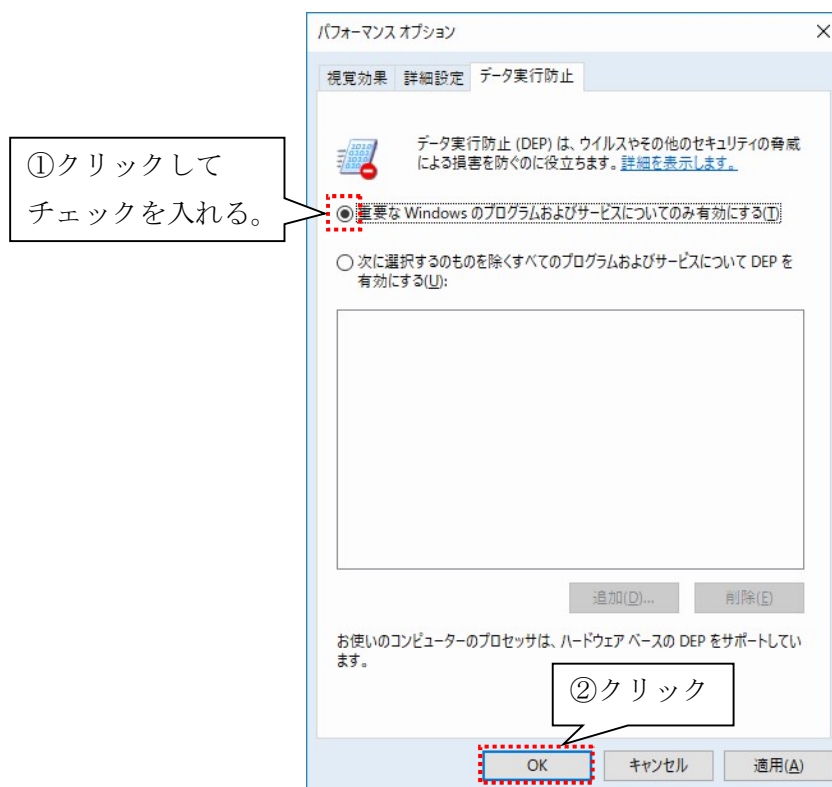 パフォーマンス オプション
視覚効果 詳細設定 データ実行防止
データ実行防止 (DEP) は、ウイルスやその他のセキュリティの脅威
による損害を防ぐのに役立ちます。詳細を表示します。
①クリックして
チェックを入れる。
重要な Windows のプログラムおよびサービスについてのみ有効にする(T)
次に選択するのものを除くすべてのプログラムおよびサービスについて DEP を
有効にする(U):
追加(D)... 削除(E)
お使いのコンピューターのプロセッサは、ハードウェア ベースの DEP をサポートしてい
ます。
②クリック
OK キャンセル 適用(A)